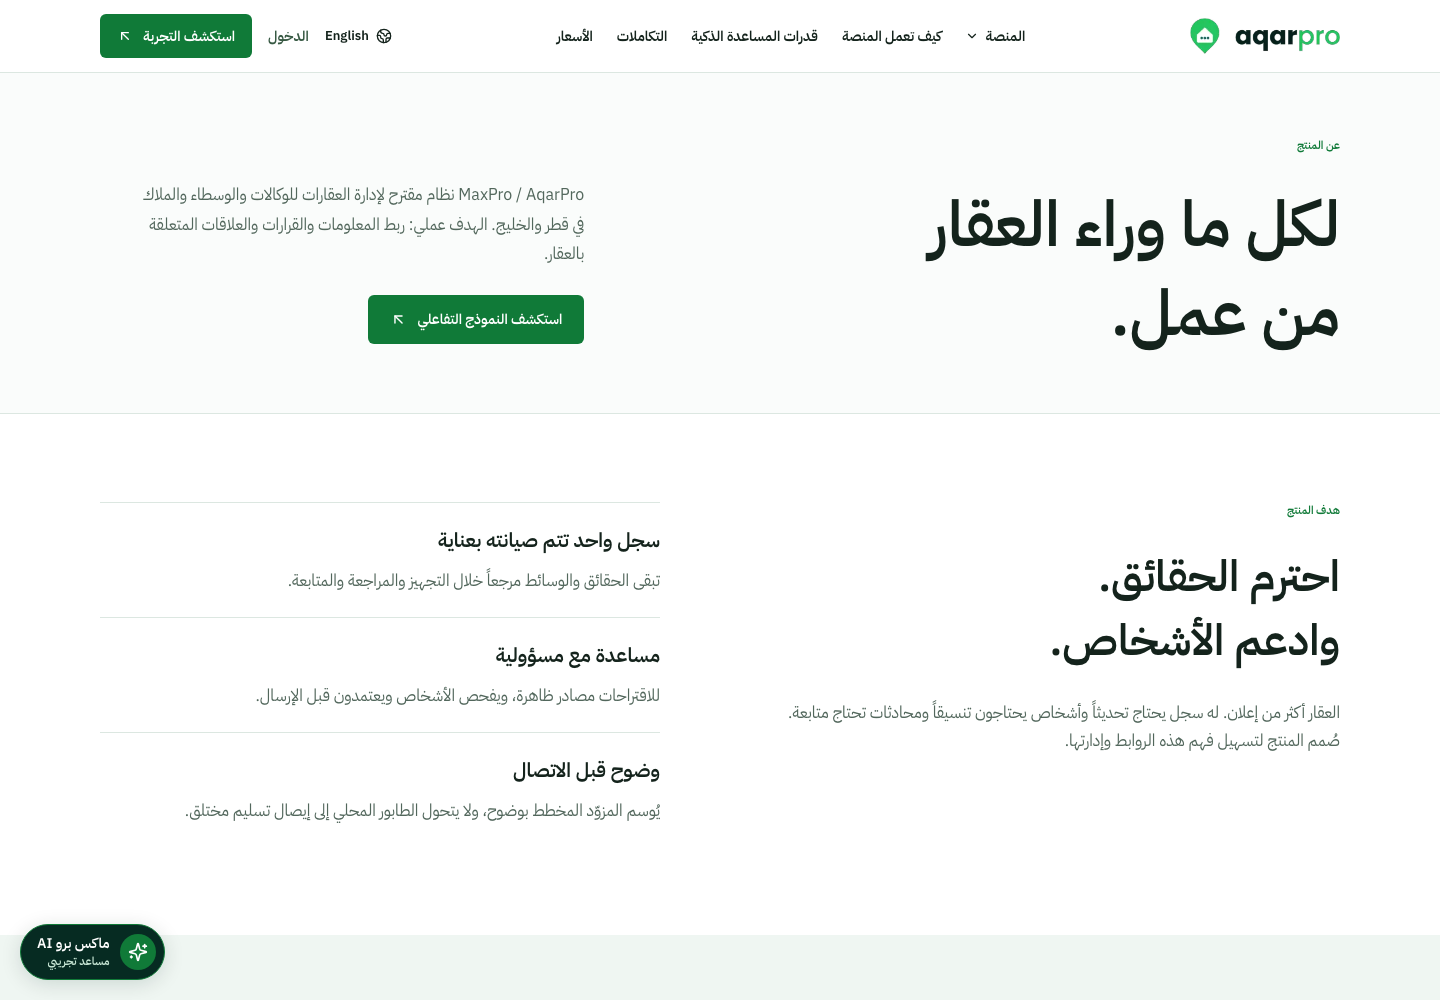 aqarpro
المنصة
كيف تعمل المنصة
قدرات المساعدة الذكية
التكاملات
الأسعار
English
الدخول
استكشف التجربة
عن المنتج
لكل ما وراء العقار
من عمل.
MaxPro / AqarPro نظام مقترح لإدارة العقارات للوكالات والوسطاء والملاك
في قطر والخليج. الهدف عملي: ربط المعلومات والقرارات والعلاقات المتعلقة
بالعقار.
استكشف النموذج التفاعلي
هدف المنتج
احترم الحقائق.
وادعم الأشخاص.
العقار أكثر من إعلان. له سجل يحتاج تحديثاً وأشخاص يحتاجون تنسيقاً ومحادثات تحتاج متابعة.
صُمم المنتج لتسهيل فهم هذه الروابط وإدارتها.
سجل واحد تتم صيانته بعناية
تبقى الحقائق والوسائط مرجعاً خلال التجهيز والمراجعة والمتابعة.
مساعدة مع مسؤولية
للاقتراحات مصادر ظاهرة، ويفحص الأشخاص ويعتمدون قبل الإرسال.
وضوح قبل الاتصال
يُوسم المزوّد المخطط بوضوح، ولا يتحول الطابور المحلي إلى إيصال تسليم مختلق.
ماكس برو AI
مساعد تجريبي